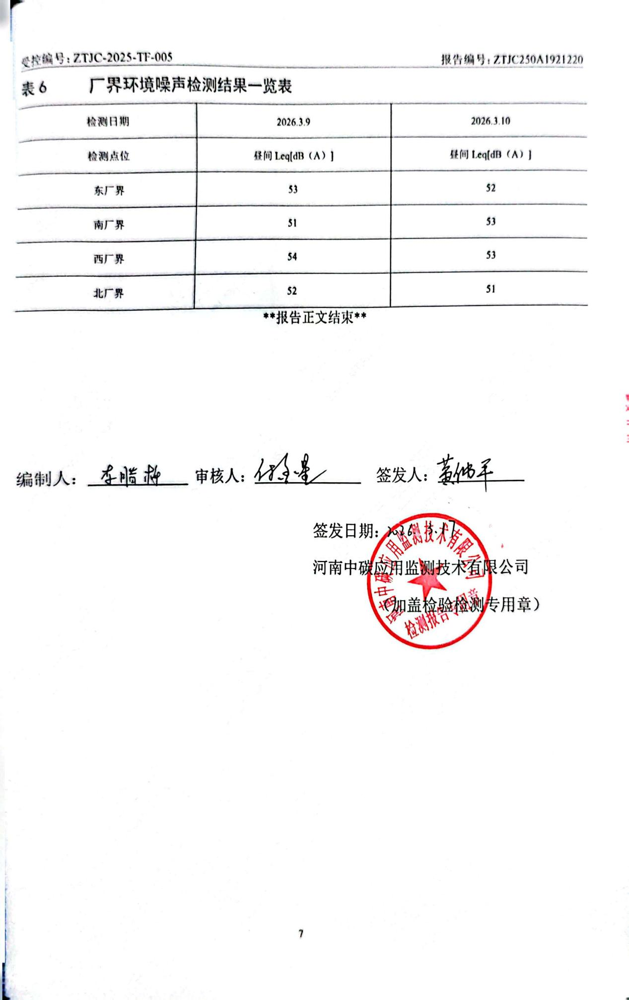 受控编号：ZTJC-2025-TF-005 报告编号：ZTJC250A1921220
表6 厂界环境噪声检测结果一览表
检测日期 2026.3.9 2026.3.10
检测点位 昼间 Leq[dB（A）] 昼间 Leq[dB（A）]
东厂界 53 52
南厂界 51 53
西厂界 54 53
北厂界 52 51
**报告正文结束**
编制人： 李腊梅 审核人： 签发人： 黄伟军
签发日期：2026.3.17
河南中碳应用监测技术有限公司
（加盖检验检测专用章）
河南中碳应用监测技术有限公司
检测报告专用章
7